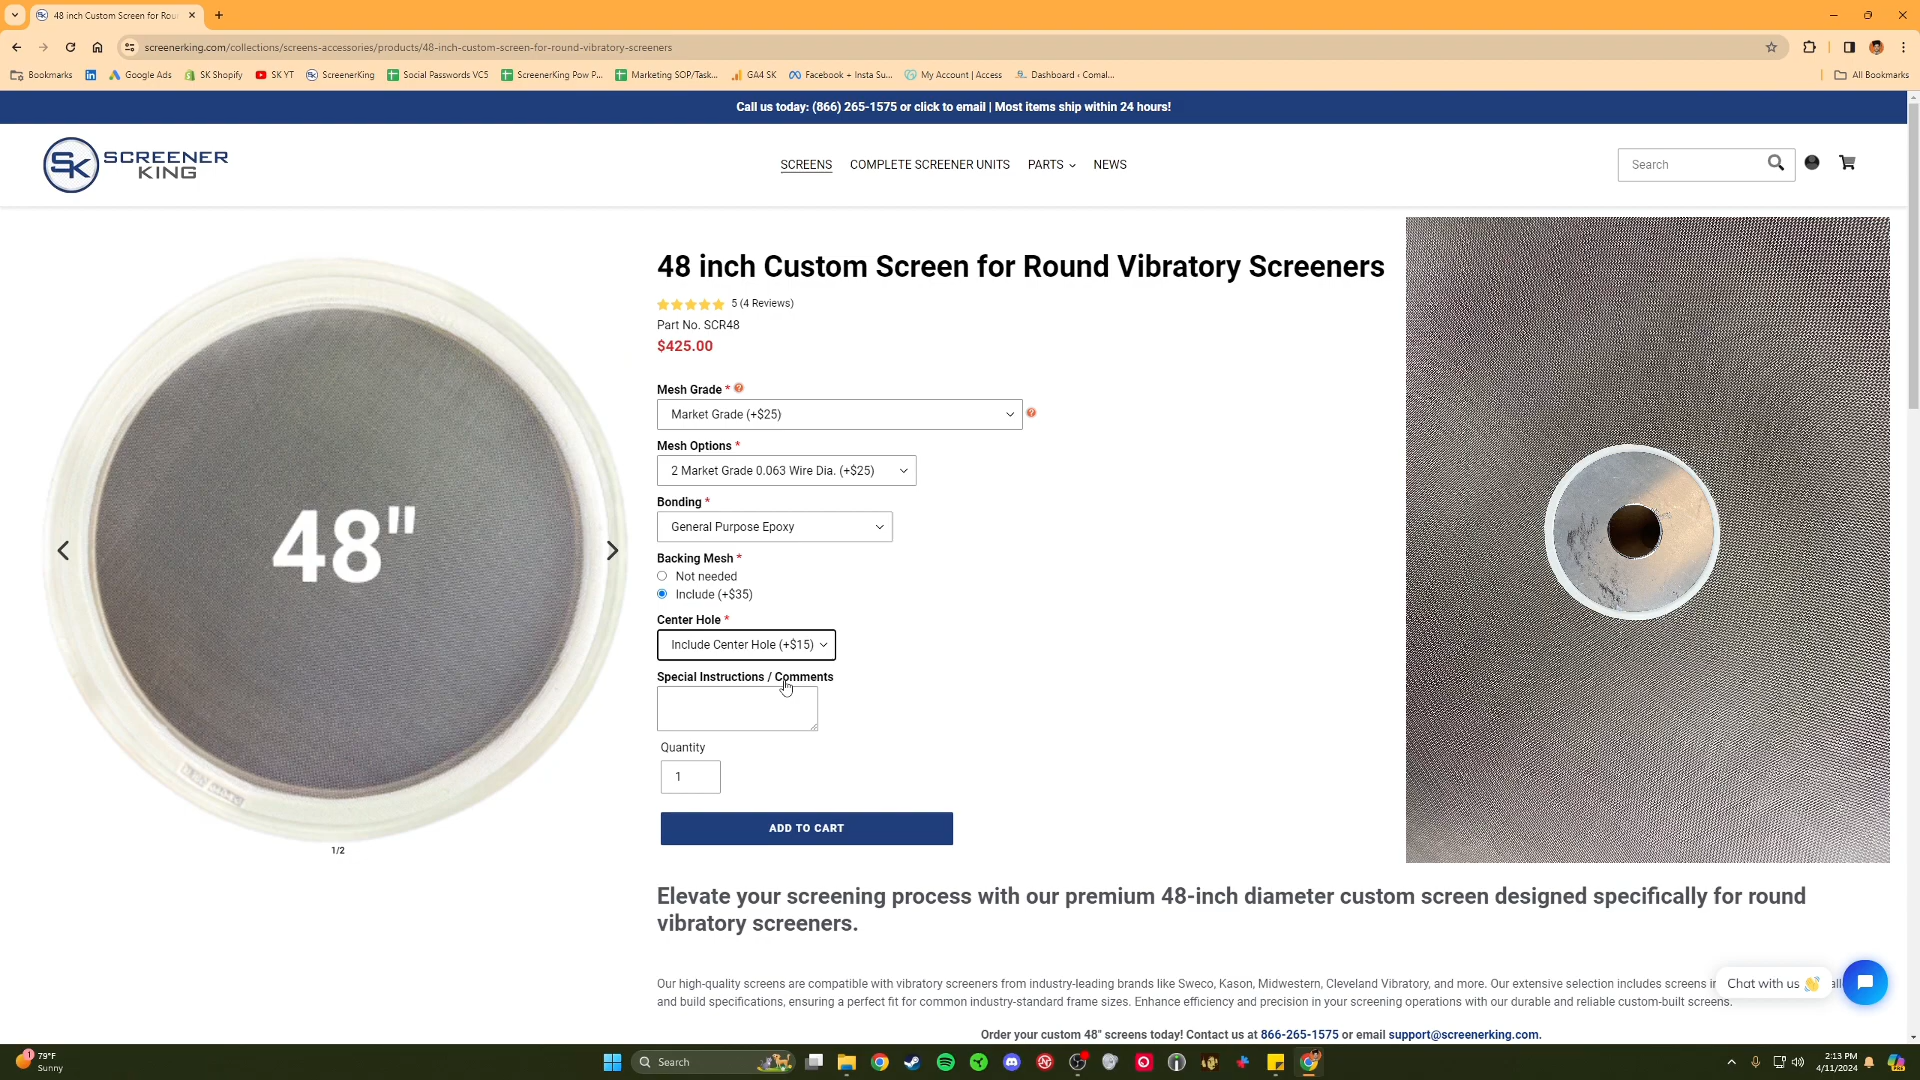 48 inch Custom Screen for Rou
screenerking.com/collections/screens-accessories/products/48-inch-custom-screen-for-round-vibratory-screeners
Bookmarks
Google Ads
SK Shopify
SK YT
ScreenerKing
Social Passwords VC5
ScreenerKing Pow P...
Marketing SOP/Task...
GA4 SK
Facebook + Insta Su...
My Account | Access
Dashboard ‹ Comal...
All Bookmarks
Call us today: (866) 265-1575 or click to email | Most items ship within 24 hours!
SK SCREENER
KING
SCREENS
COMPLETE SCREENER UNITS
PARTS
NEWS
Search
48 inch Custom Screen for Round Vibratory Screeners
5 (4 Reviews)
Part No. SCR48
$425.00
Mesh Grade * ?
Market Grade (+$25) ?
Mesh Options *
2 Market Grade 0.063 Wire Dia. (+$25)
Bonding *
General Purpose Epoxy
Backing Mesh *
Not needed
Include (+$35)
Center Hole *
Include Center Hole (+$15)
Special Instructions / Comments
Quantity
1
ADD TO CART
48"
1/2
Elevate your screening process with our premium 48-inch diameter custom screen designed specifically for round
vibratory screeners.
Our high-quality screens are compatible with vibratory screeners from industry-leading brands like Sweco, Kason, Midwestern, Cleveland Vibratory, and more. Our extensive selection includes screens
and build specifications, ensuring a perfect fit for common industry-standard frame sizes. Enhance efficiency and precision in your screening operations with our durable and reliable custom-built screens.
Order your custom 48" screens today! Contact us at 866-265-1575 or email support@screenerking.com.
Chat with us 👋
1
79°F
Sunny
Search
2:13 PM
4/11/2024